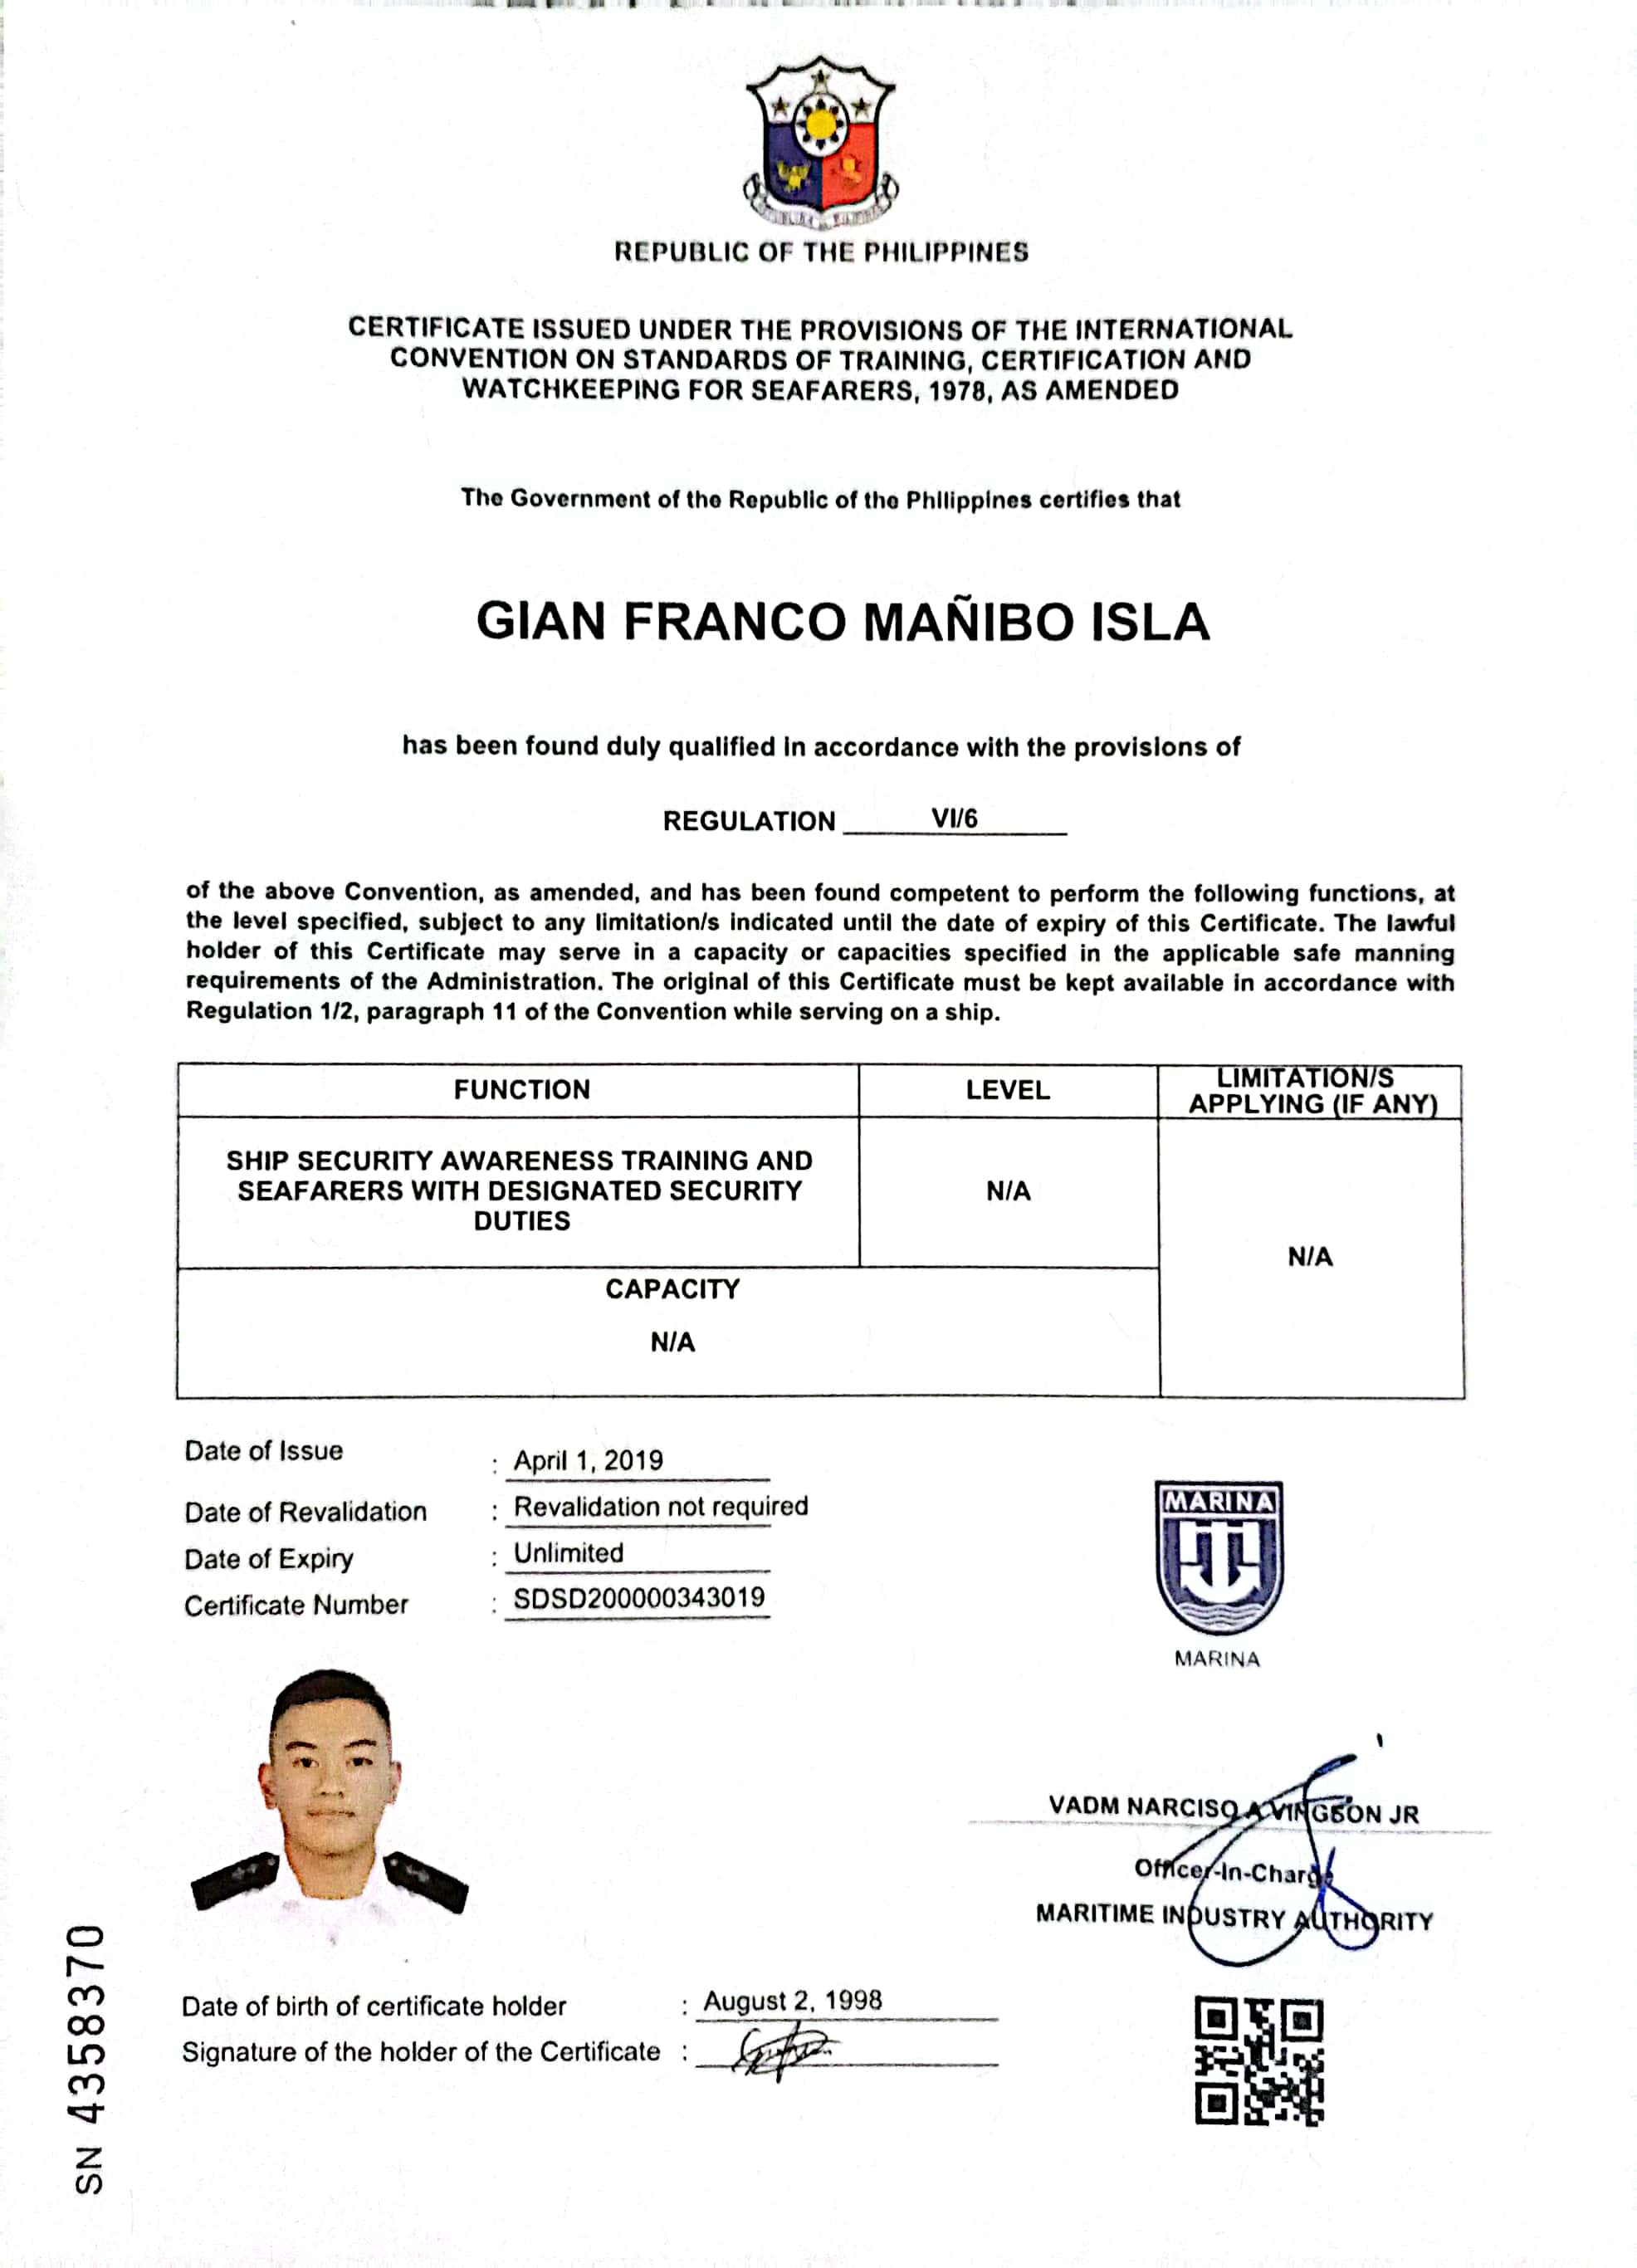 REPUBLIC OF THE PHILIPPINES
CERTIFICATE ISSUED UNDER THE PROVISIONS OF THE INTERNATIONAL
CONVENTION ON STANDARDS OF TRAINING, CERTIFICATION AND
WATCHKEEPING FOR SEAFARERS, 1978, AS AMENDED
The Government of the Republic of the Philippines certifies that
GIAN FRANCO MAÑIBO ISLA
has been found duly qualified in accordance with the provisions of
REGULATION VI/6
of the above Convention, as amended, and has been found competent to perform the following functions, at
the level specified, subject to any limitation/s indicated until the date of expiry of this Certificate. The lawful
holder of this Certificate may serve in a capacity or capacities specified in the applicable safe manning
requirements of the Administration. The original of this Certificate must be kept available in accordance with
Regulation 1/2, paragraph 11 of the Convention while serving on a ship.
FUNCTION LEVEL LIMITATION/S
APPLYING (IF ANY)
SHIP SECURITY AWARENESS TRAINING AND
SEAFARERS WITH DESIGNATED SECURITY
DUTIES
N/A
N/A
CAPACITY
N/A
Date of Issue : April 1, 2019
Date of Revalidation : Revalidation not required
Date of Expiry : Unlimited
Certificate Number : SDSD200000343019
MARINA
MARINA
VADM NARCISO A VINGSON JR
Officer-In-Charge
MARITIME INDUSTRY AUTHORITY
Date of birth of certificate holder : August 2, 1998
Signature of the holder of the Certificate :
SN 4358370